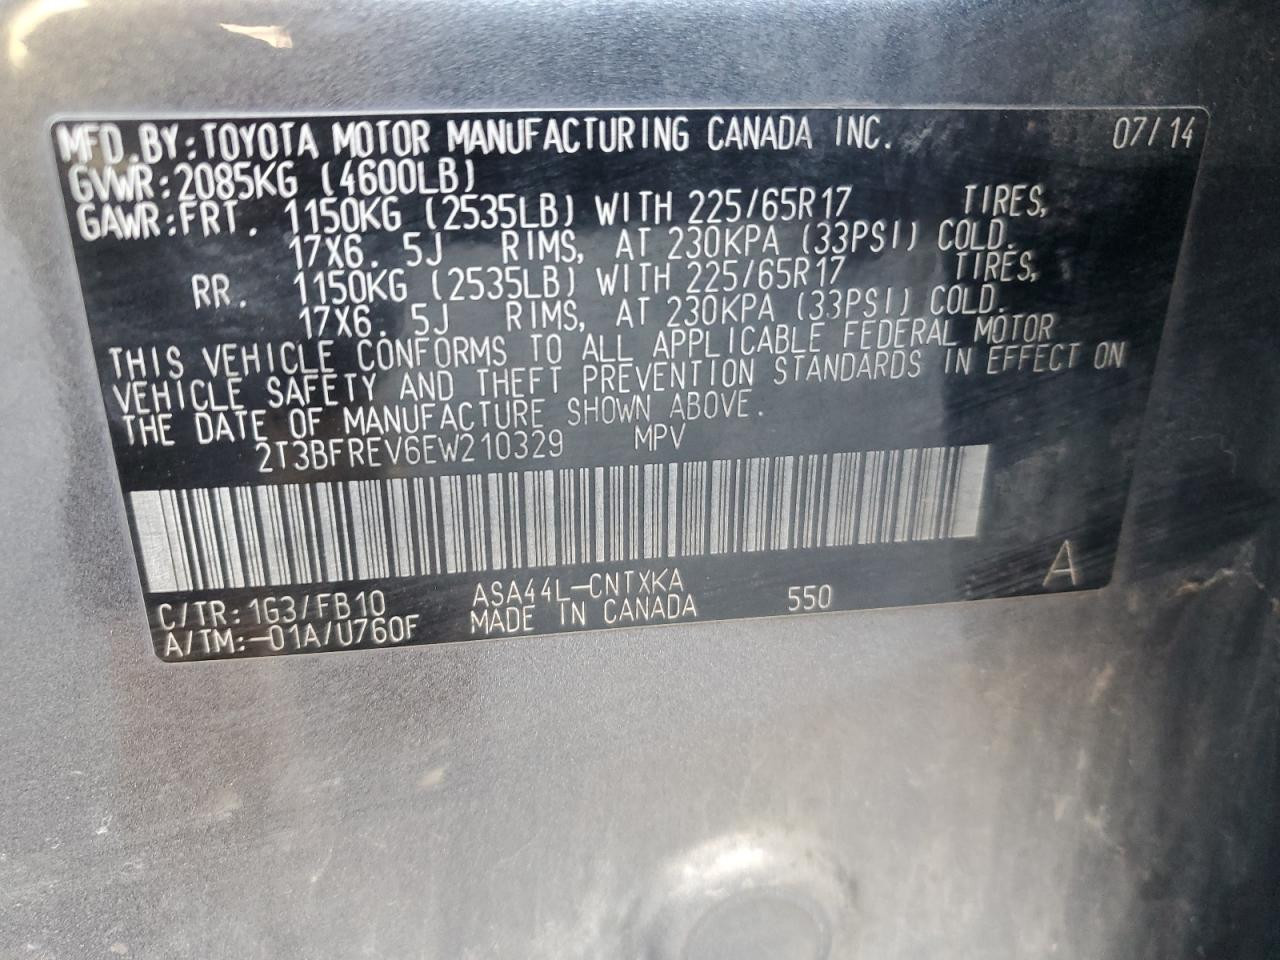 MFD. BY: TOYOTA MOTOR MANUFACTURING CANADA INC. 07/14
GVWR: 2085KG (4600LB)
GAWR: FRT. 1150KG (2535LB) WITH 225/65R17 TIRES,
17X6. 5J RIMS, AT 230KPA (33PSI) COLD.
RR. 1150KG (2535LB) WITH 225/65R17 TIRES,
17X6. 5J RIMS, AT 230KPA (33PSI) COLD.
THIS VEHICLE CONFORMS TO ALL APPLICABLE FEDERAL MOTOR
VEHICLE SAFETY AND THEFT PREVENTION STANDARDS IN EFFECT ON
THE DATE OF MANUFACTURE SHOWN ABOVE.
2T3BFREV6EW210329 MPV
C/TR: 1G3/FB10 ASA44L-CNTXKA 550 A
A/TM: -01A/U760F MADE IN CANADA